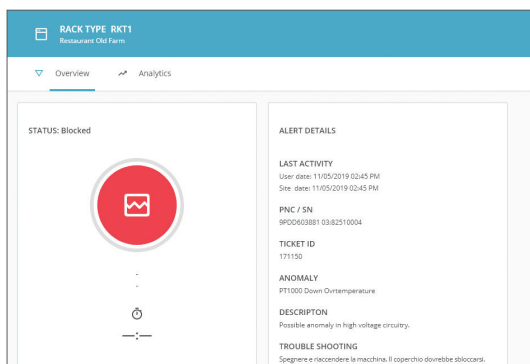 RACK TYPE RKT1
Restaurant Old Farm
Overview
Analytics
STATUS: Blocked
-
-
—:—
ALERT DETAILS
LAST ACTIVITY
User date: 11/05/2019 02:45 PM
Site date: 11/05/2019 02:45 PM
PNC / SN
9PDD603881 03:82510004
TICKET ID
171150
ANOMALY
PT1000 Down Ovrtemperature
DESCRIPTON
Possible anomaly in high voltage circuitry.
TROUBLE SHOOTING
Spegnere e riaccendere la macchina. Il coperchio dovrebbe sbloccarsi.